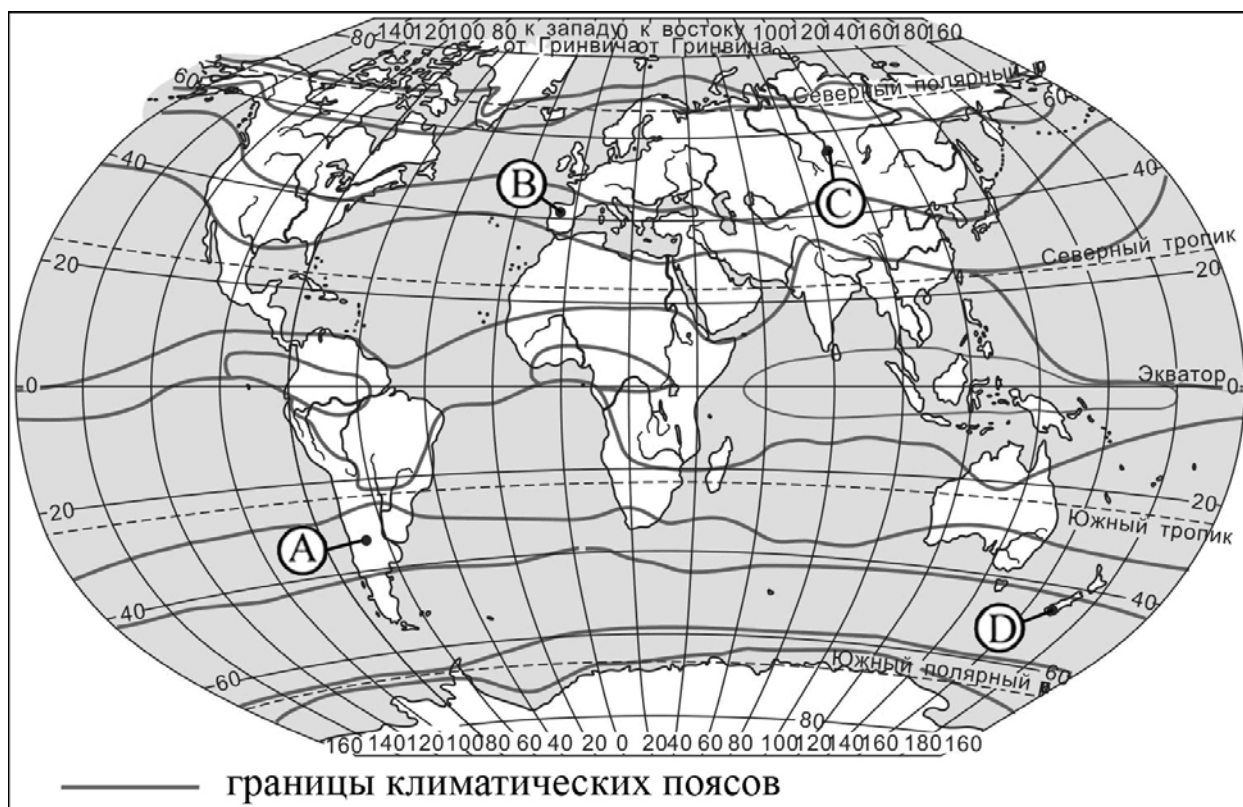 140 120 100 80 к западу 0 к востоку 100 120 140 160 180 160
от Гринвича от Гринвича
80
60
Северный полярный
60
40
40
B
C
Северный тропик
20
20
Экватор
0
0
20
20
Южный тропик
A
40
40
D
60
60
Южный полярный
80
160 140 120 100 80 60 40 20 0 20 40 60 80 100 120 140 160 180 160
границы климатических поясов